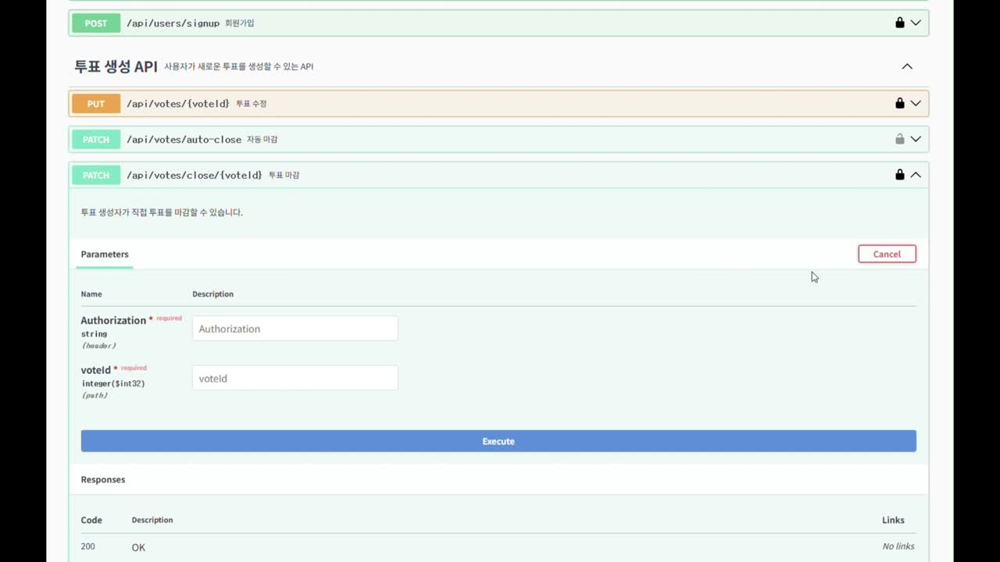 POST /api/users/signup 회원가입
투표 생성 API 사용자가 새로운 투표를 생성할 수 있는 API
PUT /api/votes/{voteId} 투표 수정
PATCH /api/votes/auto-close 자동 마감
PATCH /api/votes/close/{voteId} 투표 마감
투표 생성자가 직접 투표를 마감할 수 있습니다.
Parameters Cancel
Name Description
Authorization * required Authorization
string
(header)
voteId * required
integer($int32) voteId
(path)
Execute
Responses
Code Description Links
200 OK No links